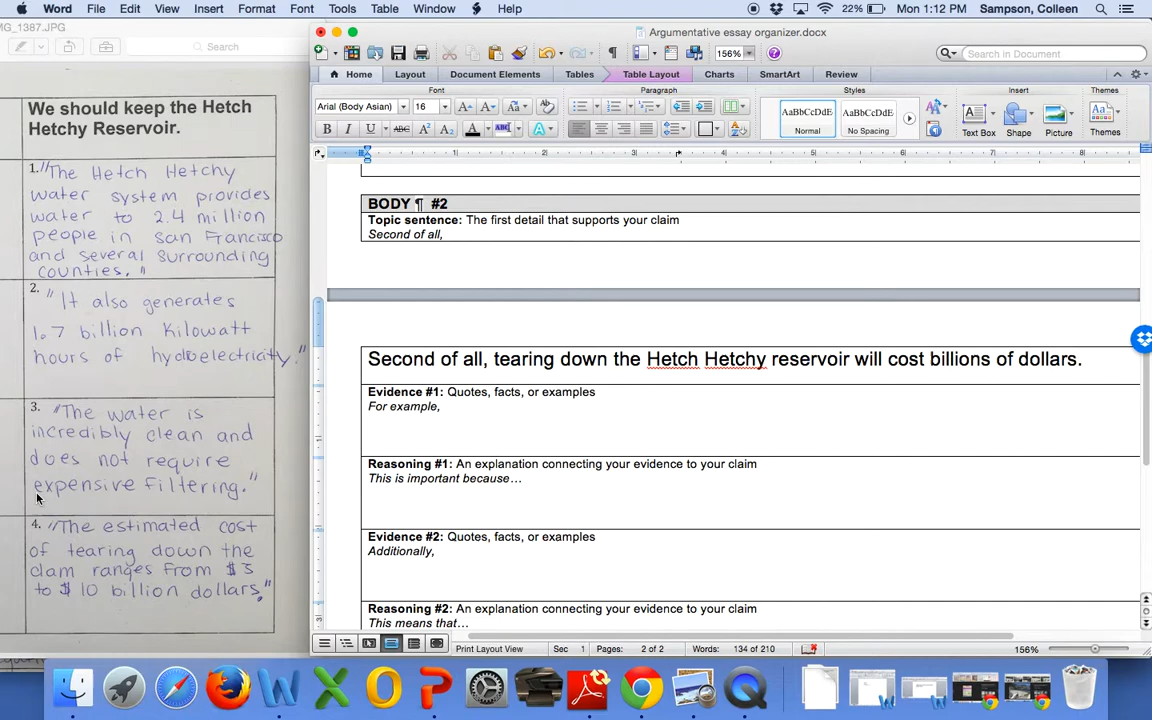 Word
File
Edit
View
Insert
Format
Font
Tools
Table
Window
Help
22%
Mon 1:12 PM
Sampson, Colleen
MG_1387.JPG
Search
Argumentative essay organizer.docx
156%
Search in Document
Home
Layout
Document Elements
Tables
Table Layout
Charts
SmartArt
Review
Font
Paragraph
Styles
Insert
Themes
Arial (Body Asian)
16
AaBbCcDdE
Normal
AaBbCcDdE
No Spacing
Text Box
Shape
Picture
Themes
We should keep the Hetch
Hetchy Reservoir.
1. "The Hetch Hetchy
water system provides
water to 2.4 million
people in San Francisco
and several surrounding
counties."
2. "It also generates
1.7 billion Kilowatt
hours of hydroelectricity."
3. "The water is
incredibly clean and
does not require
expensive filtering."
4. "The estimated cost
of tearing down the
dam ranges from $3
to $10 billion dollars."
BODY ¶ #2
Topic sentence: The first detail that supports your claim
Second of all,
Second of all, tearing down the Hetch Hetchy reservoir will cost billions of dollars.
Evidence #1: Quotes, facts, or examples
For example,
Reasoning #1: An explanation connecting your evidence to your claim
This is important because…
Evidence #2: Quotes, facts, or examples
Additionally,
Reasoning #2: An explanation connecting your evidence to your claim
This means that…
Print Layout View
Sec 1
Pages: 2 of 2
Words: 134 of 210
156%